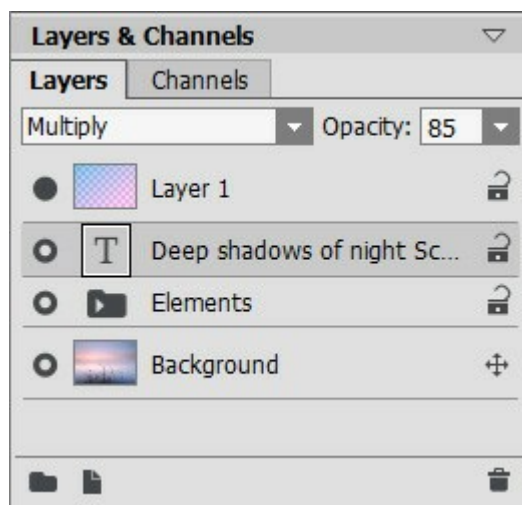 Layers & Channels
Layers Channels
Multiply Opacity: 85
Layer 1
T Deep shadows of night Sc...
Elements
Background